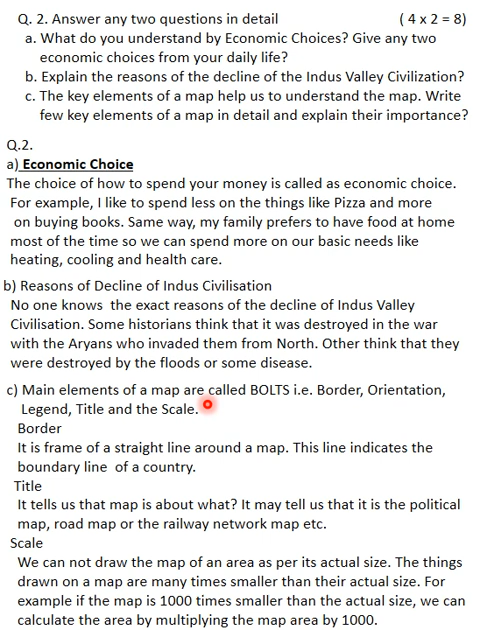 Q. 2. Answer any two questions in detail ( 4 x 2 = 8)
a. What do you understand by Economic Choices? Give any two
economic choices from your daily life?
b. Explain the reasons of the decline of the Indus Valley Civilization?
c. The key elements of a map help us to understand the map. Write
few key elements of a map in detail and explain their importance?
Q.2.
a) Economic Choice
The choice of how to spend your money is called as economic choice.
For example, I like to spend less on the things like Pizza and more
on buying books. Same way, my family prefers to have food at home
most of the time so we can spend more on our basic needs like
heating, cooling and health care.
b) Reasons of Decline of Indus Civilisation
No one knows the exact reasons of the decline of Indus Valley
Civilisation. Some historians think that it was destroyed in the war
with the Aryans who invaded them from North. Other think that they
were destroyed by the floods or some disease.
c) Main elements of a map are called BOLTS i.e. Border, Orientation,
Legend, Title and the Scale.
Border
It is frame of a straight line around a map. This line indicates the
boundary line of a country.
Title
It tells us that map is about what? It may tell us that it is the political
map, road map or the railway network map etc.
Scale
We can not draw the map of an area as per its actual size. The things
drawn on a map are many times smaller than their actual size. For
example if the map is 1000 times smaller than the actual size, we can
calculate the area by multiplying the map area by 1000.